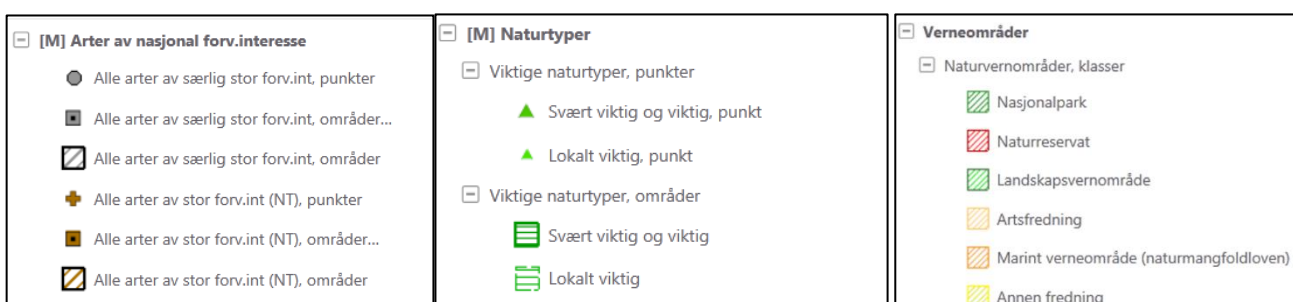 [M] Arter av nasjonal forv.interesse
Alle arter av særlig stor forv.int, punkter
Alle arter av særlig stor forv.int, områder...
Alle arter av særlig stor forv.int, områder
Alle arter av stor forv.int (NT), punkter
Alle arter av stor forv.int (NT), områder...
Alle arter av stor forv.int (NT), områder
[M] Naturtyper
Viktige naturtyper, punkter
Svært viktig og viktig, punkt
Lokalt viktig, punkt
Viktige naturtyper, områder
Svært viktig og viktig
Lokalt viktig
Verneområder
Naturvernområder, klasser
Nasjonalpark
Naturreservat
Landskapsvernområde
Artsfredning
Marint verneområde (naturmangfoldloven)
Annen fredning